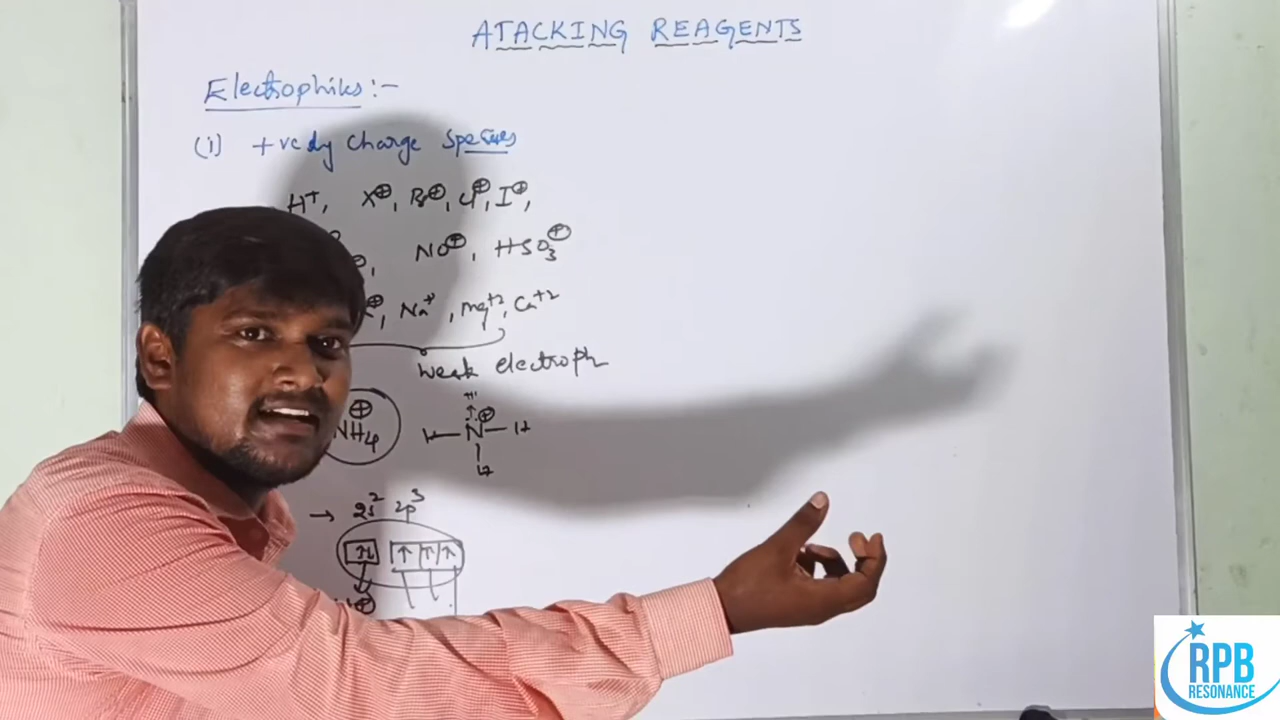 ATACKING REAGENTS
Electrophiles :-
(i) +vely charge species
H+, X⊕, Br⊕, Cl⊕, I⊕,
NO⊕, HSO3⊕
Na+, Mg+2, Ca+2
Weak electroph
NH4⊕ H N⊕ H
H
→ 2s2 2p3
RPB
RESONANCE